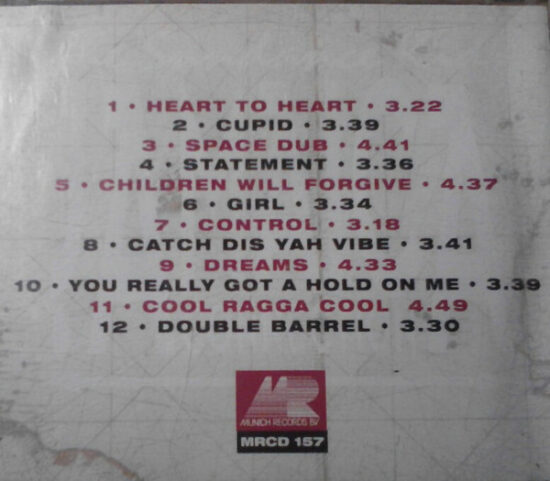 1 • HEART TO HEART • 3.22
2 • CUPID • 3.39
3 • SPACE DUB • 4.41
4 • STATEMENT • 3.36
5 • CHILDREN WILL FORGIVE • 4.37
6 • GIRL • 3.34
7 • CONTROL • 3.18
8 • CATCH DIS YAH VIBE • 3.41
9 • DREAMS • 4.33
10 • YOU REALLY GOT A HOLD ON ME • 3.39
11 • COOL RAGGA COOL 4.49
12 • DOUBLE BARREL • 3.30
MR
MUNICH RECORDS BV
MRCD 157